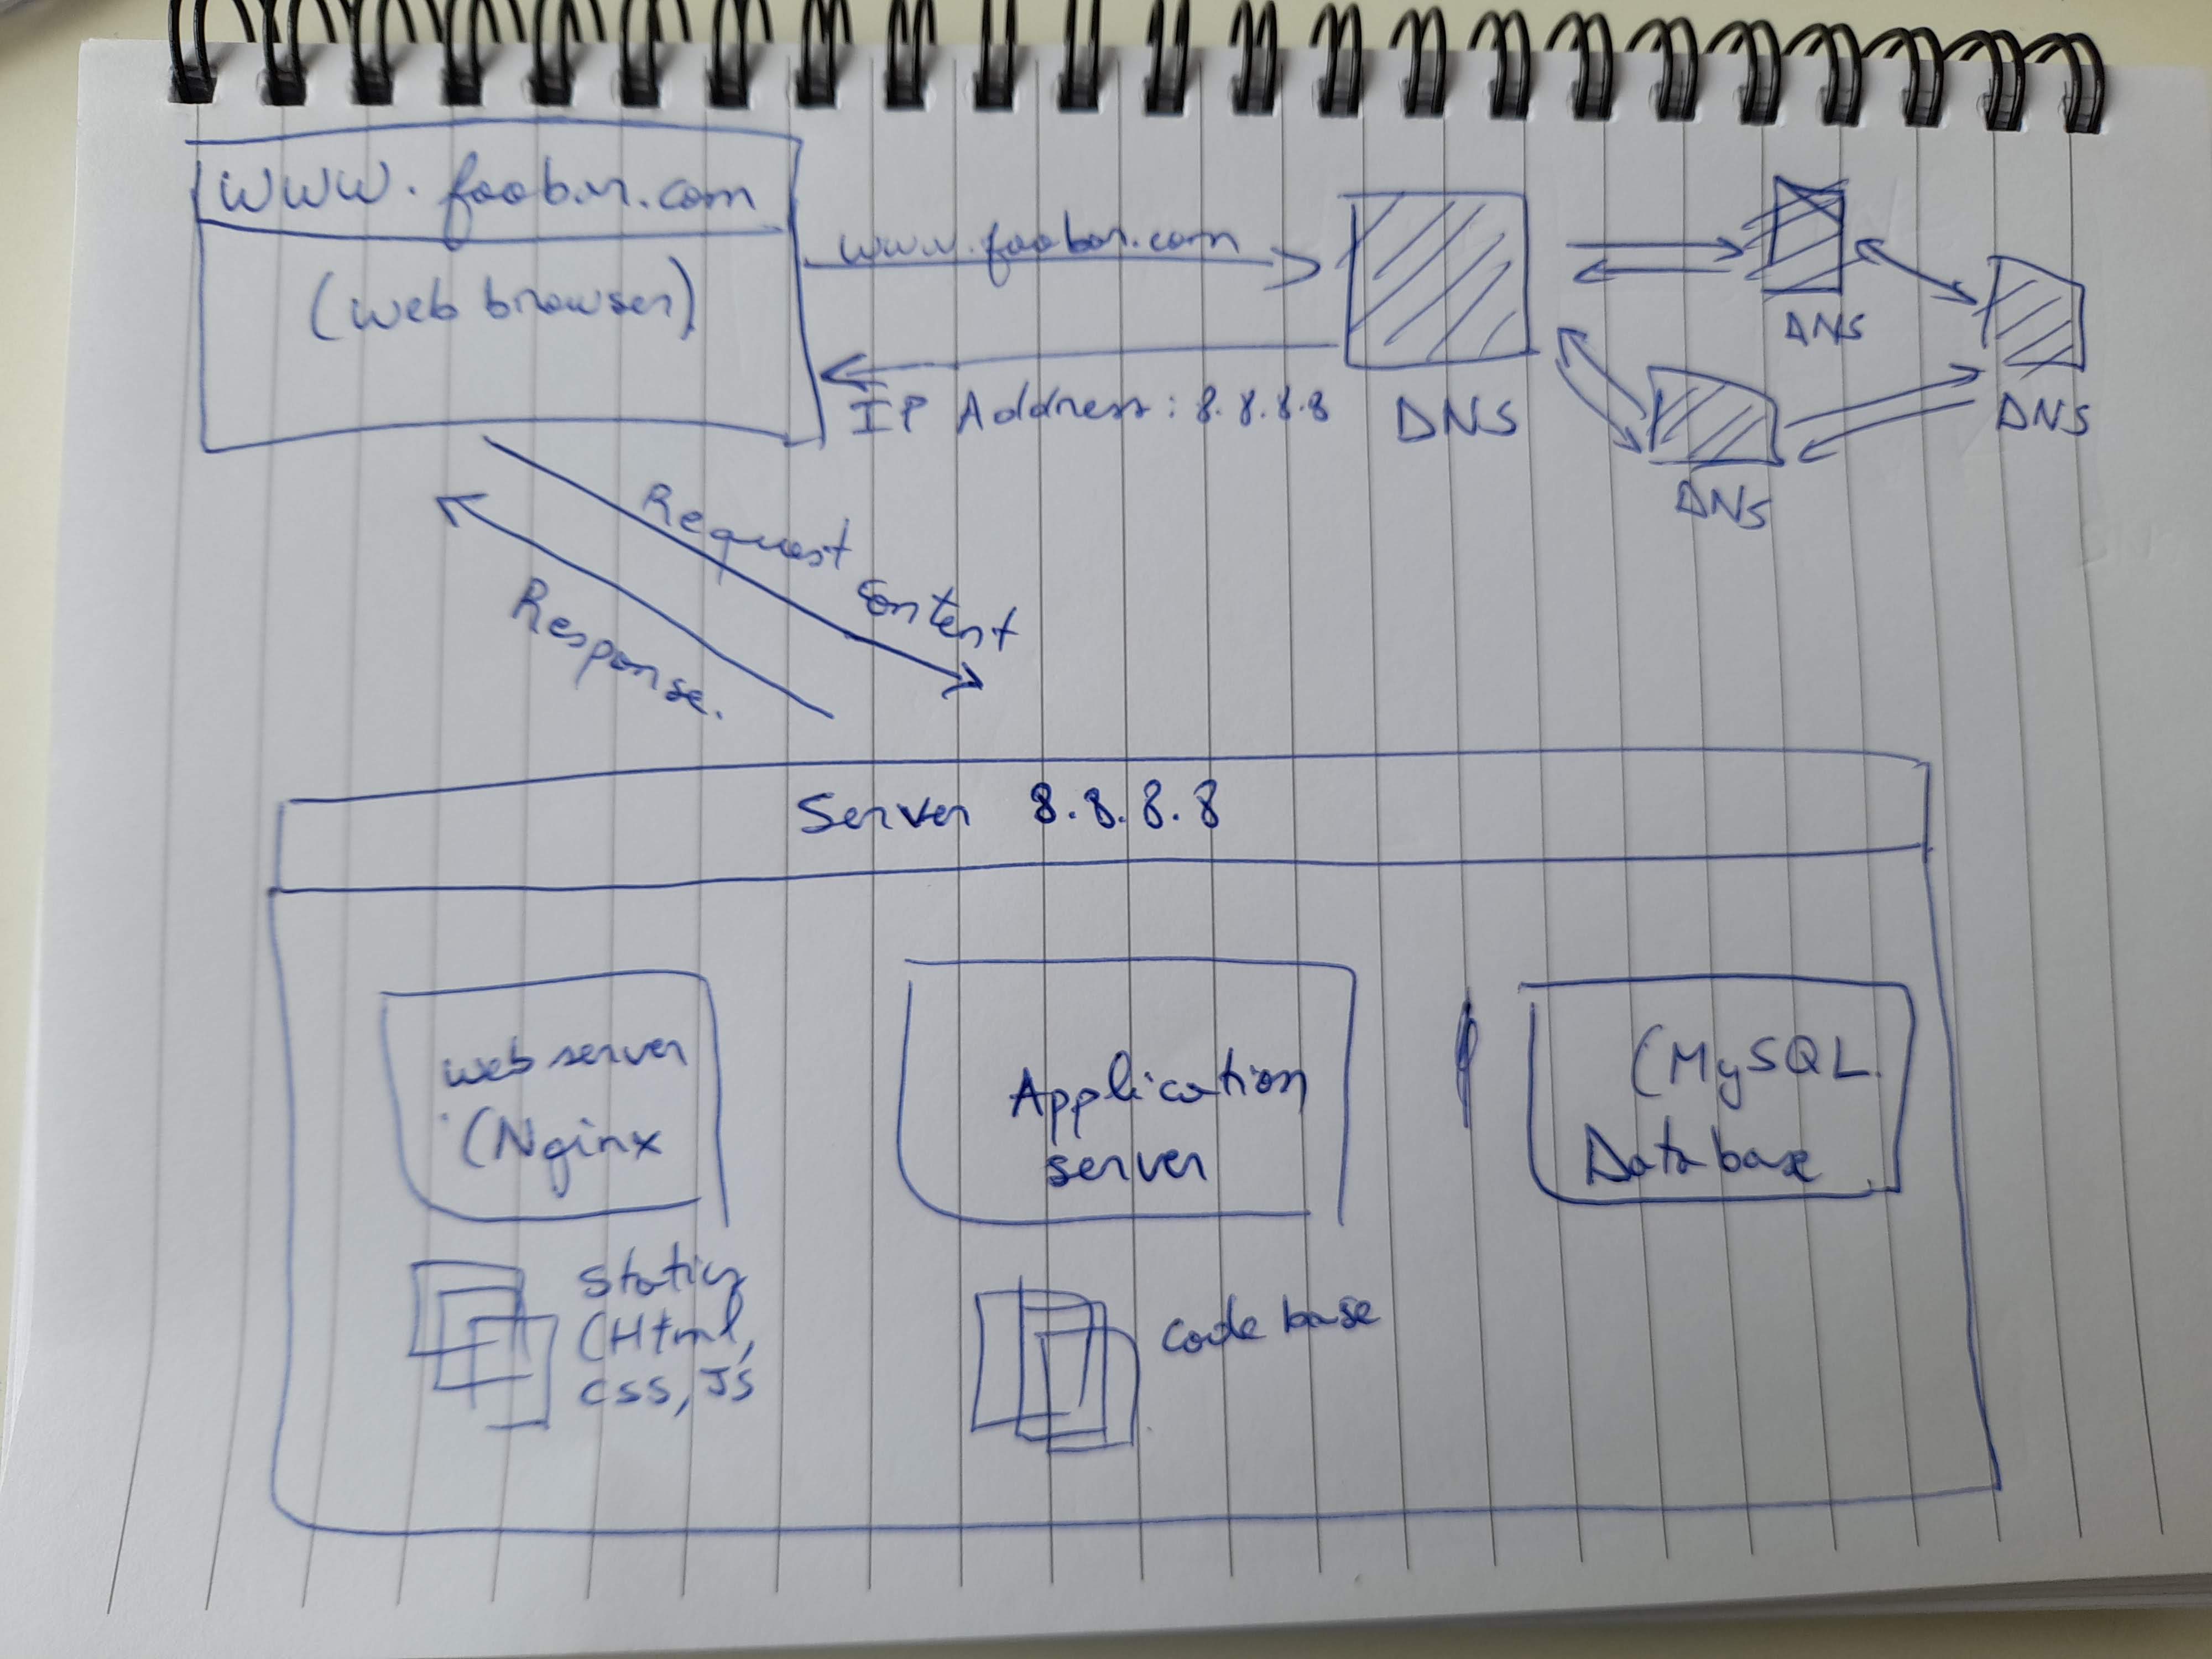 www.foobar.com
(web browser)
www.foobar.com
IP Address: 8.8.8.8
DNS
DNS
DNS
DNS
Request content
Response.
Server 8.8.8.8
web server
(Nginx
Static
(Html
CSS, JS,
Application
server
Code base
(MySQL
Database